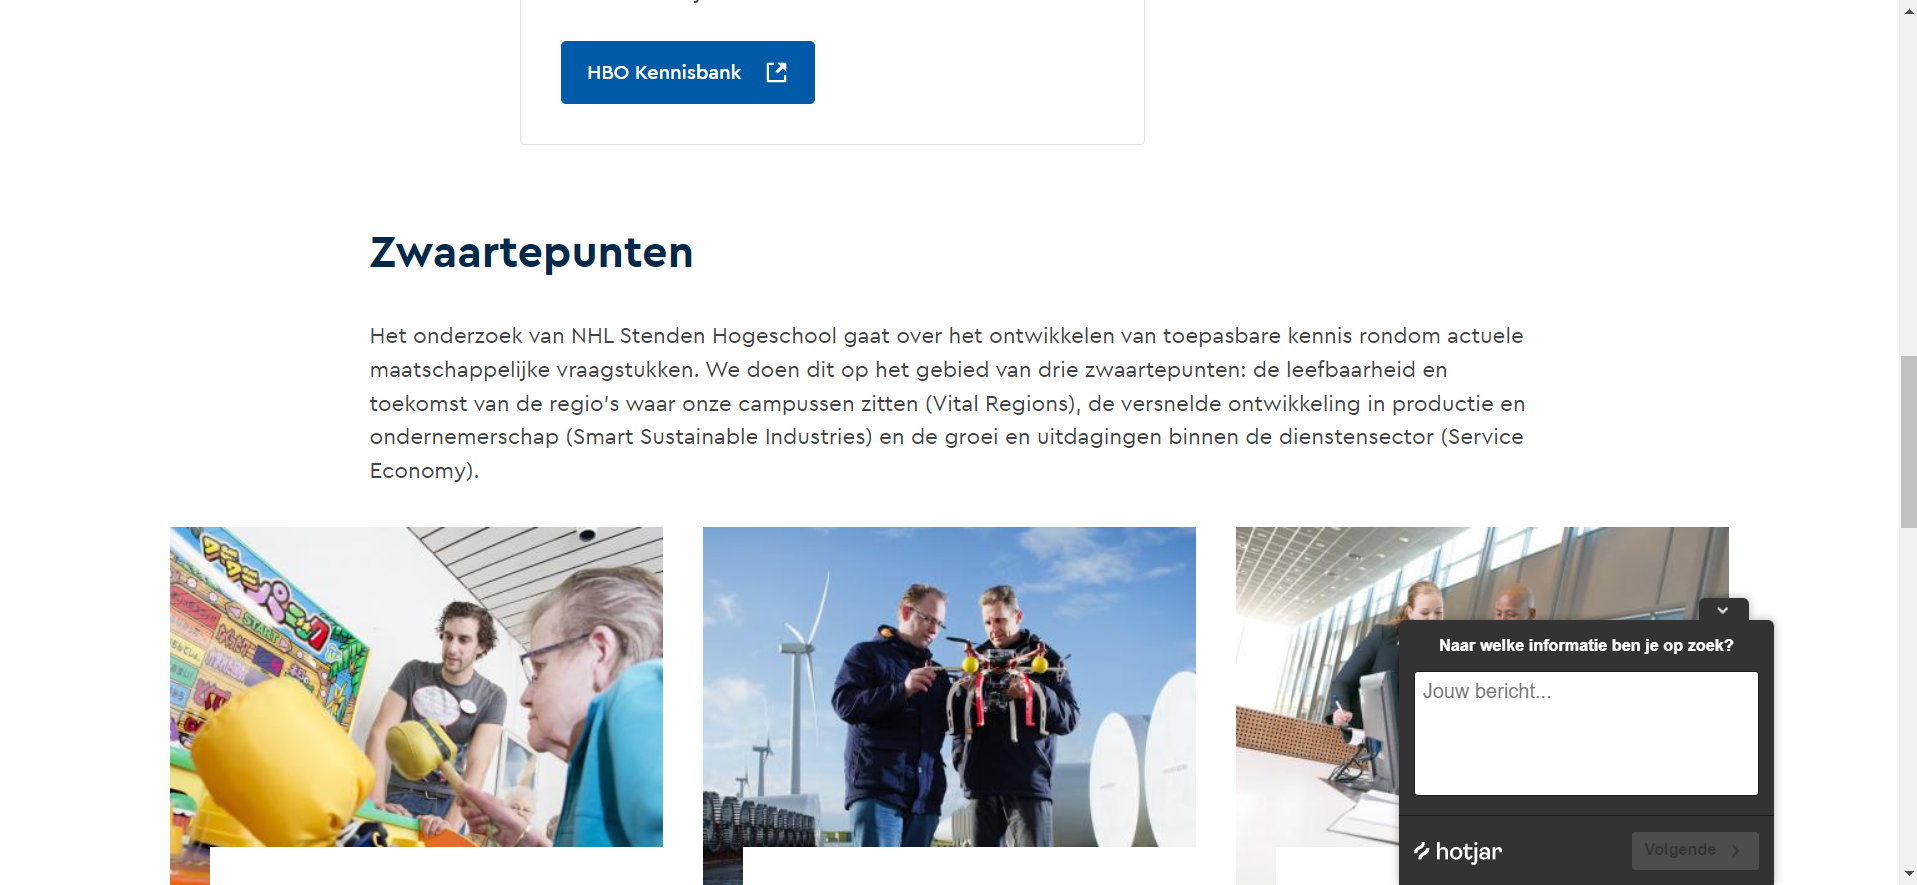 HBO Kennisbank
Zwaartepunten
Het onderzoek van NHL Stenden Hogeschool gaat over het ontwikkelen van toepasbare kennis rondom actuele
maatschappelijke vraagstukken. We doen dit op het gebied van drie zwaartepunten: de leefbaarheid en
toekomst van de regio's waar onze campussen zitten (Vital Regions), de versnelde ontwikkeling in productie en
ondernemerschap (Smart Sustainable Industries) en de groei en uitdagingen binnen de dienstensector (Service
Economy).
START
Naar welke informatie ben je op zoek?
Jouw bericht...
hotjar
Volgende